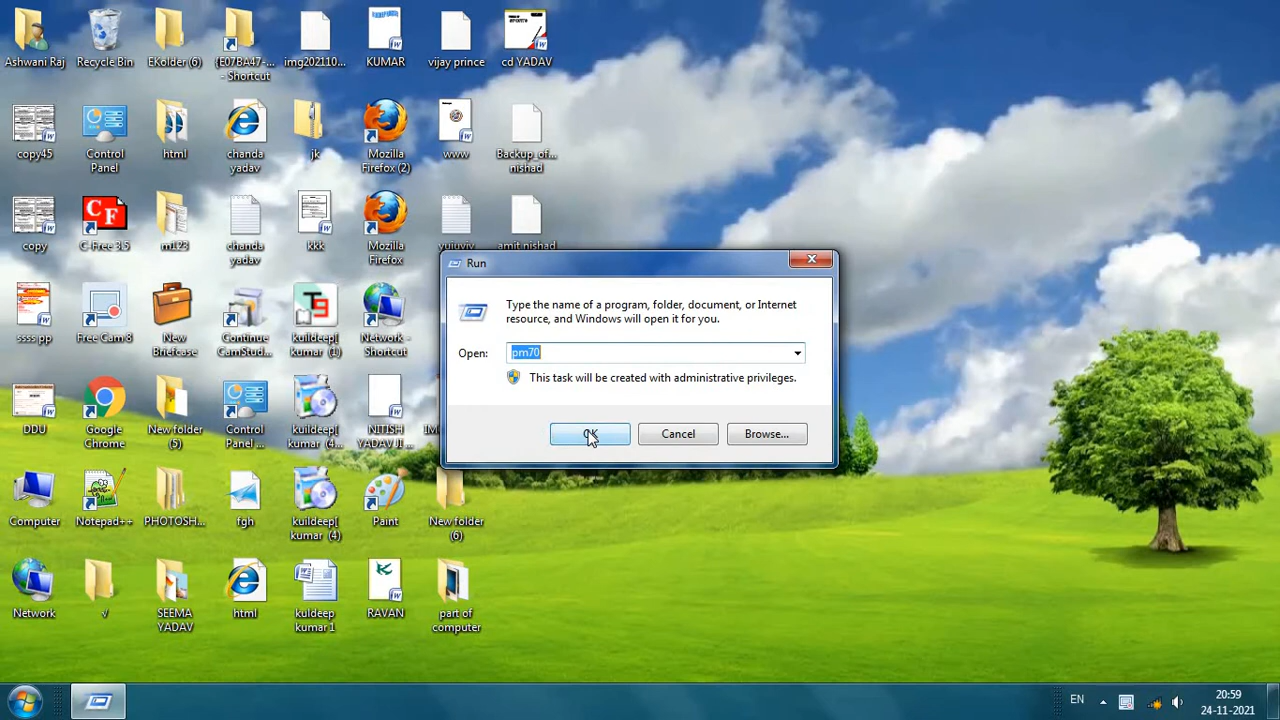 Ashwani Raj
Recycle Bin
EKolder (6)
{E07BA47-...
- Shortcut
img202110...
KUMAR
vijay prince
cd YADAV
copy45
Control
Panel
html
chanda
yadav
jk
Mozilla
Firefox (2)
www
Backup_of...
nishad
copy
C-Free 3.5
m123
chanda
yadav
kkk
Mozilla
Firefox
amit nishad
ssss pp
Free Cam 8
New
Briefcase
Continue
CamStud...
kuildeep[
kumar (1)
Network -
Shortcut
DDU
Google
Chrome
New folder
(5)
Control
Panel ...
kuildeep[
kumar (4...
NITISH
YADAV.JI ...
Computer
Notepad++
PHOTOSH...
fgh
kuildeep[
kumar (4)
Paint
New folder
(6)
Network
√
SEEMA
YADAV
html
kuldeep
kumar 1
RAVAN
part of
computer
Run
Type the name of a program, folder, document, or Internet
resource, and Windows will open it for you.
Open:
pm70
This task will be created with administrative privileges.
OK
Cancel
Browse...
EN
20:59
24-11-2021